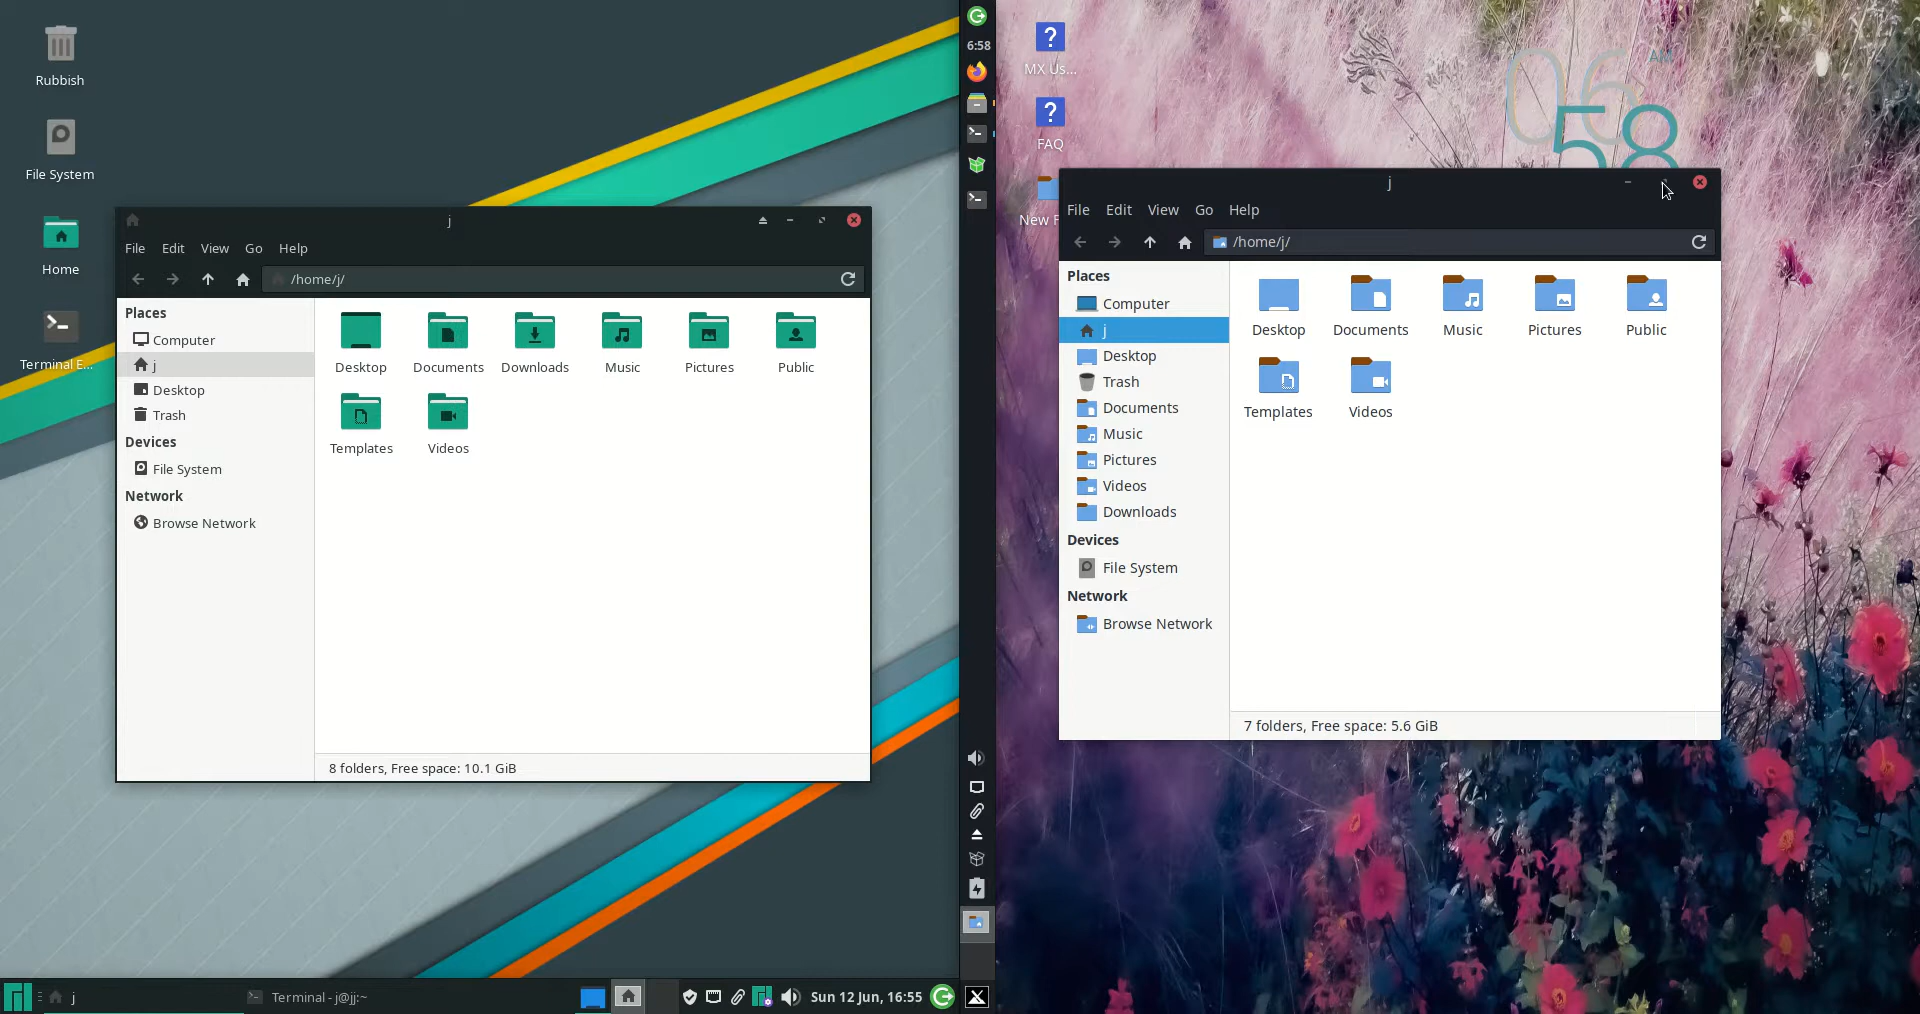 Rubbish
File System
Home
Terminal E...
j
File Edit View Go Help
/home/j/
Places
Computer
j
Desktop
Trash
Devices
File System
Network
Browse Network
Desktop Documents Downloads Music Pictures Public
Templates Videos
8 folders, Free space: 10.1 GiB
j
Terminal - j@jj:~
Sun 12 Jun, 16:55
6:58
MX Us...
FAQ
New F
06 AM
58
j
File Edit View Go Help
/home/j/
Places
Computer
j
Desktop
Trash
Documents
Music
Pictures
Videos
Downloads
Devices
File System
Network
Browse Network
Desktop Documents Music Pictures Public
Templates Videos
7 folders, Free space: 5.6 GiB